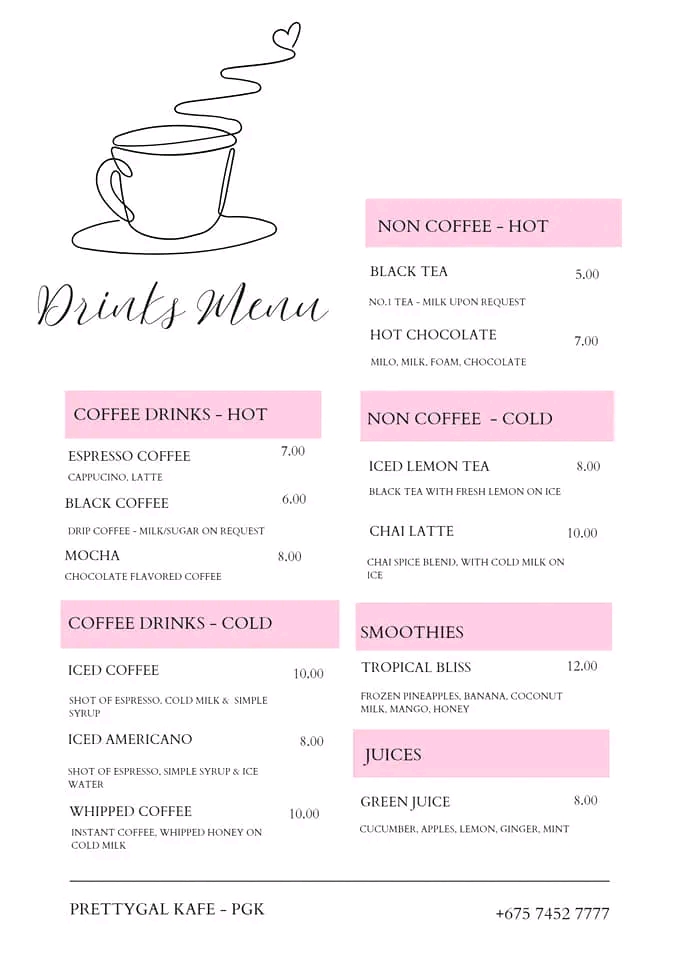 Drinks Menu
COFFEE DRINKS - HOT
ESPRESSO COFFEE 7.00
CAPPUCINO, LATTE
BLACK COFFEE 6.00
DRIP COFFEE - MILK/SUGAR ON REQUEST
MOCHA 8.00
CHOCOLATE FLAVORED COFFEE
COFFEE DRINKS - COLD
ICED COFFEE 10.00
SHOT OF ESPRESSO, COLD MILK & SIMPLE
SYRUP
ICED AMERICANO 8.00
SHOT OF ESPRESSO, SIMPLE SYRUP & ICE
WATER
WHIPPED COFFEE 10.00
INSTANT COFFEE, WHIPPED HONEY ON
COLD MILK
NON COFFEE - HOT
BLACK TEA 5.00
NO.1 TEA - MILK UPON REQUEST
HOT CHOCOLATE 7.00
MILO, MILK, FOAM, CHOCOLATE
NON COFFEE - COLD
ICED LEMON TEA 8.00
BLACK TEA WITH FRESH LEMON ON ICE
CHAI LATTE 10.00
CHAI SPICE BLEND, WITH COLD MILK ON
ICE
SMOOTHIES
TROPICAL BLISS 12.00
FROZEN PINEAPPLES, BANANA, COCONUT
MILK, MANGO, HONEY
JUICES
GREEN JUICE 8.00
CUCUMBER, APPLES, LEMON, GINGER, MINT
PRETTYGAL KAFE - PGK
+675 7452 7777